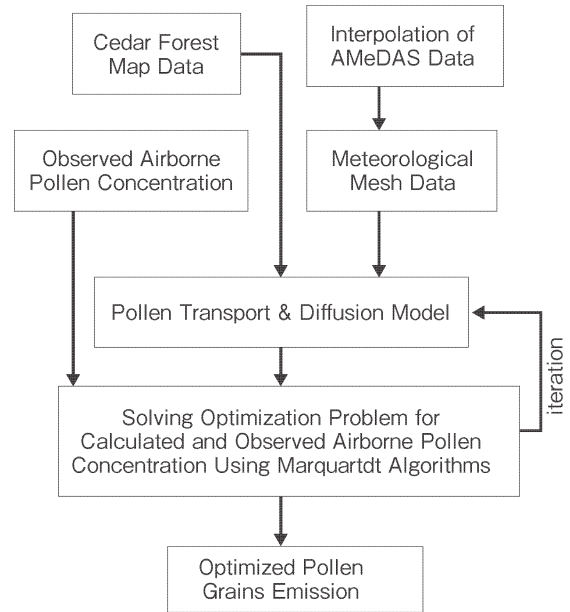 Cedar Forest
Map Data
Interpolation of
AMeDAS Data
Observed Airborne
Pollen Concentration
Meteorological
Mesh Data
Pollen Transport & Diffusion Model
iteration
Solving Optimization Problem for
Calculated and Observed Airborne Pollen
Concentration Using Marquartdt Algorithms
Optimized Pollen
Grains Emission